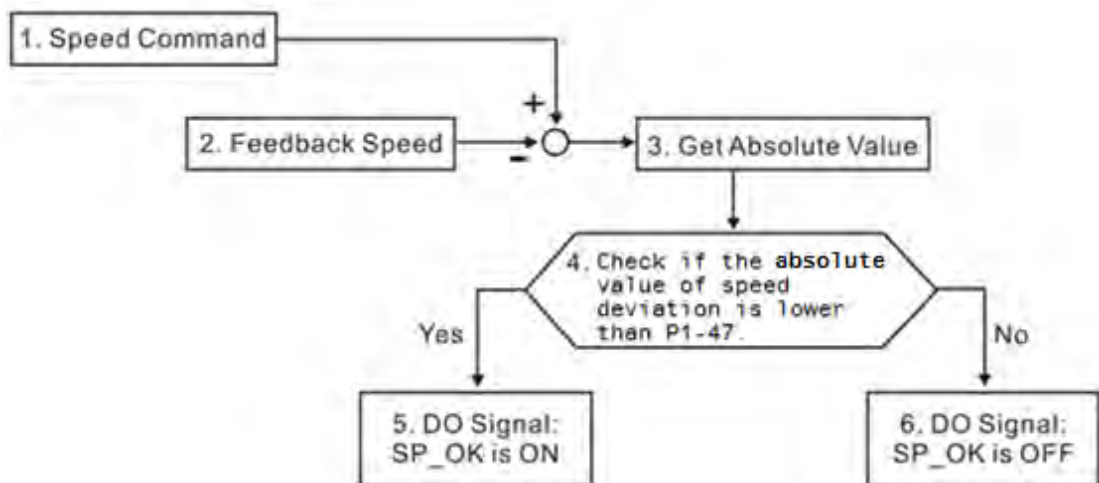 1. Speed Command
+
2. Feedback Speed
-
3. Get Absolute Value
4. Check if the absolute
value of speed
deviation is lower
than P1-47.
Yes
No
5. DO Signal:
SP_OK is ON
6. DO Signal:
SP_OK is OFF